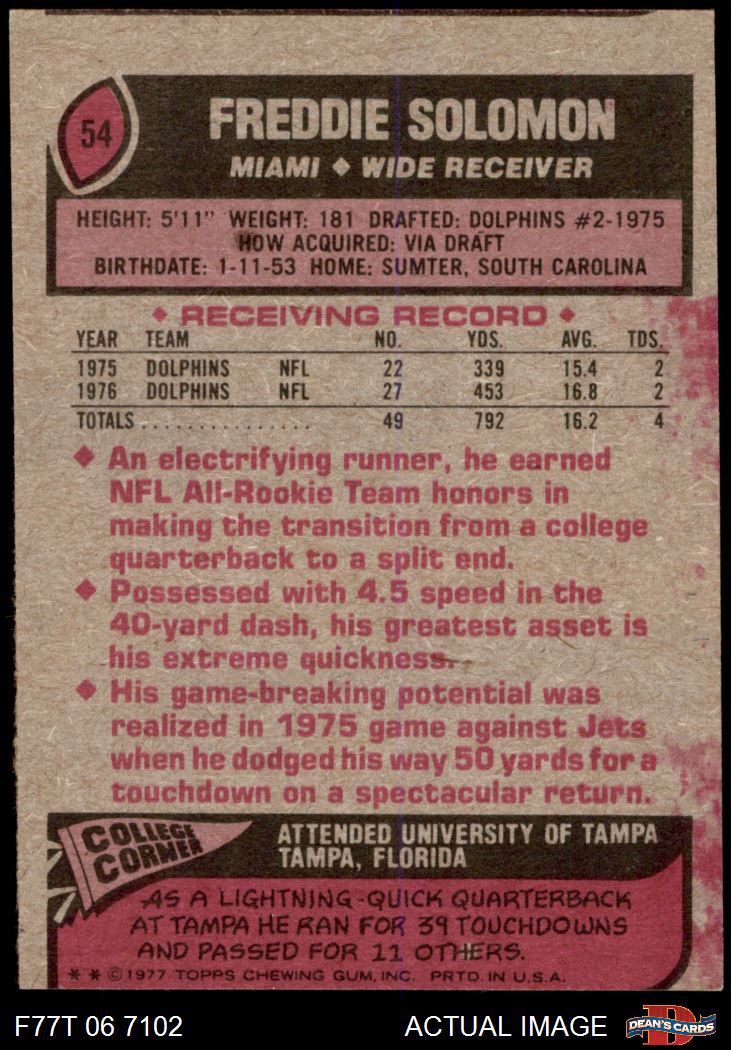 54
FREDDIE SOLOMON
MIAMI ◆ WIDE RECEIVER
HEIGHT: 5'11" WEIGHT: 181 DRAFTED: DOLPHINS #2-1975
HOW ACQUIRED: VIA DRAFT
BIRTHDATE: 1-11-53 HOME: SUMTER, SOUTH CAROLINA
◆ RECEIVING RECORD ◆
YEAR TEAM NO. YDS. AVG. TDS.
1975 DOLPHINS NFL 22 339 15.4 2
1976 DOLPHINS NFL 27 453 16.8 2
TOTALS . . . . . . . . . . . . . . . 49 792 16.2 4
◆ An electrifying runner, he earned
NFL All-Rookie Team honors in
making the transition from a college
quarterback to a split end.
◆ Possessed with 4.5 speed in the
40-yard dash, his greatest asset is
his extreme quickness.
◆ His game-breaking potential was
realized in 1975 game against Jets
when he dodged his way 50 yards for a
touchdown on a spectacular return.
COLLEGE
CORNER
ATTENDED UNIVERSITY OF TAMPA
TAMPA, FLORIDA
AS A LIGHTNING-QUICK QUARTERBACK
AT TAMPA HE RAN FOR 39 TOUCHDOWNS
AND PASSED FOR 11 OTHERS.
* * © 1977 TOPPS CHEWING GUM, INC. PRTD. IN U.S.A.
F77T 06 7102 ACTUAL IMAGE
D
DEAN'S CARDS